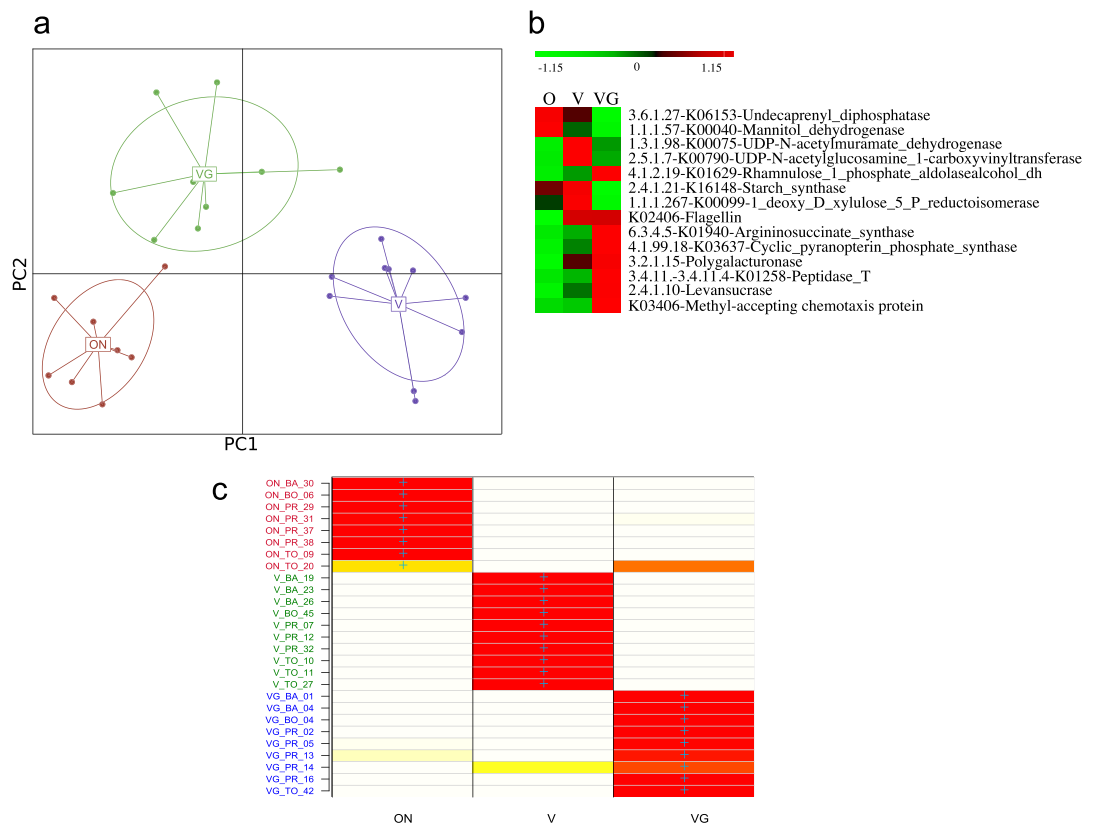 a
b
VG
V
ON
PC2
PC1
-1.15 0 1.15
O V VG
3.6.1.27-K06153-Undecaprenyl_diphosphatase
1.1.1.57-K00040-Mannitol_dehydrogenase
1.3.1.98-K00075-UDP-N-acetylmuramate_dehydrogenase
2.5.1.7-K00790-UDP-N-acetylglucosamine_1-carboxyvinyltransferase
4.1.2.19-K01629-Rhamnulose_1_phosphate_aldolasealcohol_dh
2.4.1.21-K16148-Starch_synthase
1.1.1.267-K00099-1_deoxy_D_xylulose_5_P_reductoisomerase
K02406-Flagellin
6.3.4.5-K01940-Argininosuccinate_synthase
4.1.99.18-K03637-Cyclic_pyranopterin_phosphate_synthase
3.2.1.15-Polygalacturonase
3.4.11.-3.4.11.4-K01258-Peptidase_T
2.4.1.10-Levansucrase
K03406-Methyl-accepting chemotaxis protein
c
ON_BA_30
ON_BO_06
ON_PR_29
ON_PR_31
ON_PR_37
ON_PR_38
ON_TO_09
ON_TO_20
V_BA_19
V_BA_23
V_BA_26
V_BO_45
V_PR_07
V_PR_12
V_PR_32
V_TO_10
V_TO_11
V_TO_27
VG_BA_01
VG_BA_04
VG_BO_04
VG_PR_02
VG_PR_05
VG_PR_13
VG_PR_14
VG_PR_16
VG_TO_42
ON V VG